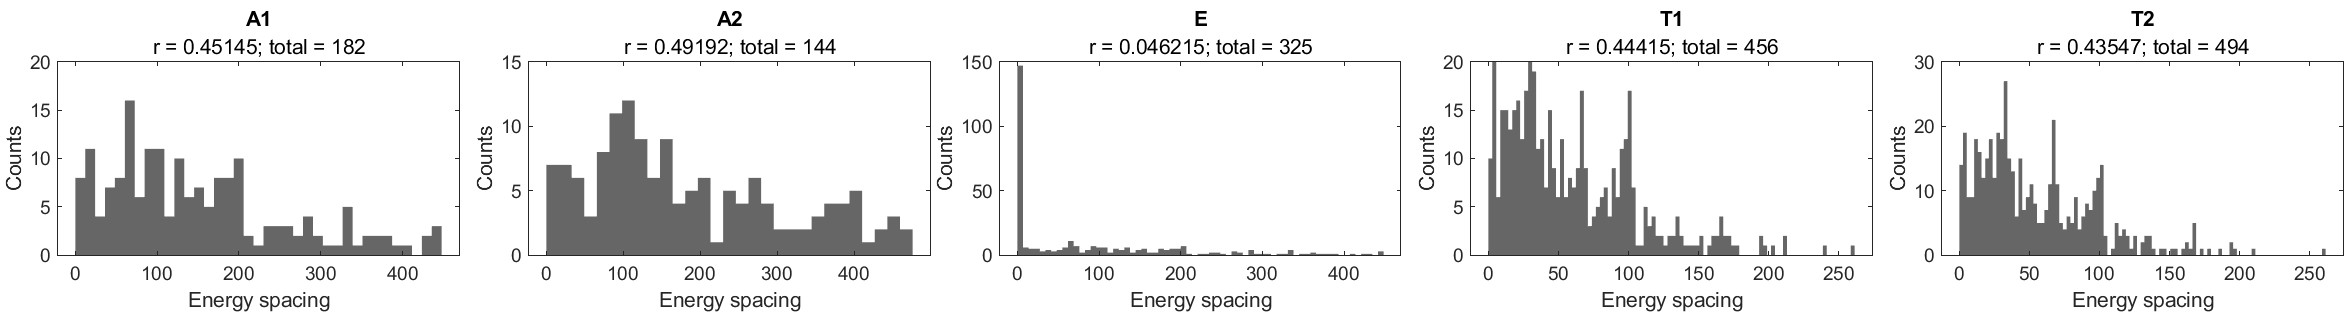 A1
r = 0.45145; total = 182
20
15
10
5
0
Counts
0 100 200 300 400
Energy spacing
A2
r = 0.49192; total = 144
15
10
5
0
Counts
0 100 200 300 400
Energy spacing
E
r = 0.046215; total = 325
150
100
50
0
Counts
0 100 200 300 400
Energy spacing
T1
r = 0.44415; total = 456
20
15
10
5
0
Counts
0 50 100 150 200 250
Energy spacing
T2
r = 0.43547; total = 494
30
20
10
0
Counts
0 50 100 150 200 250
Energy spacing